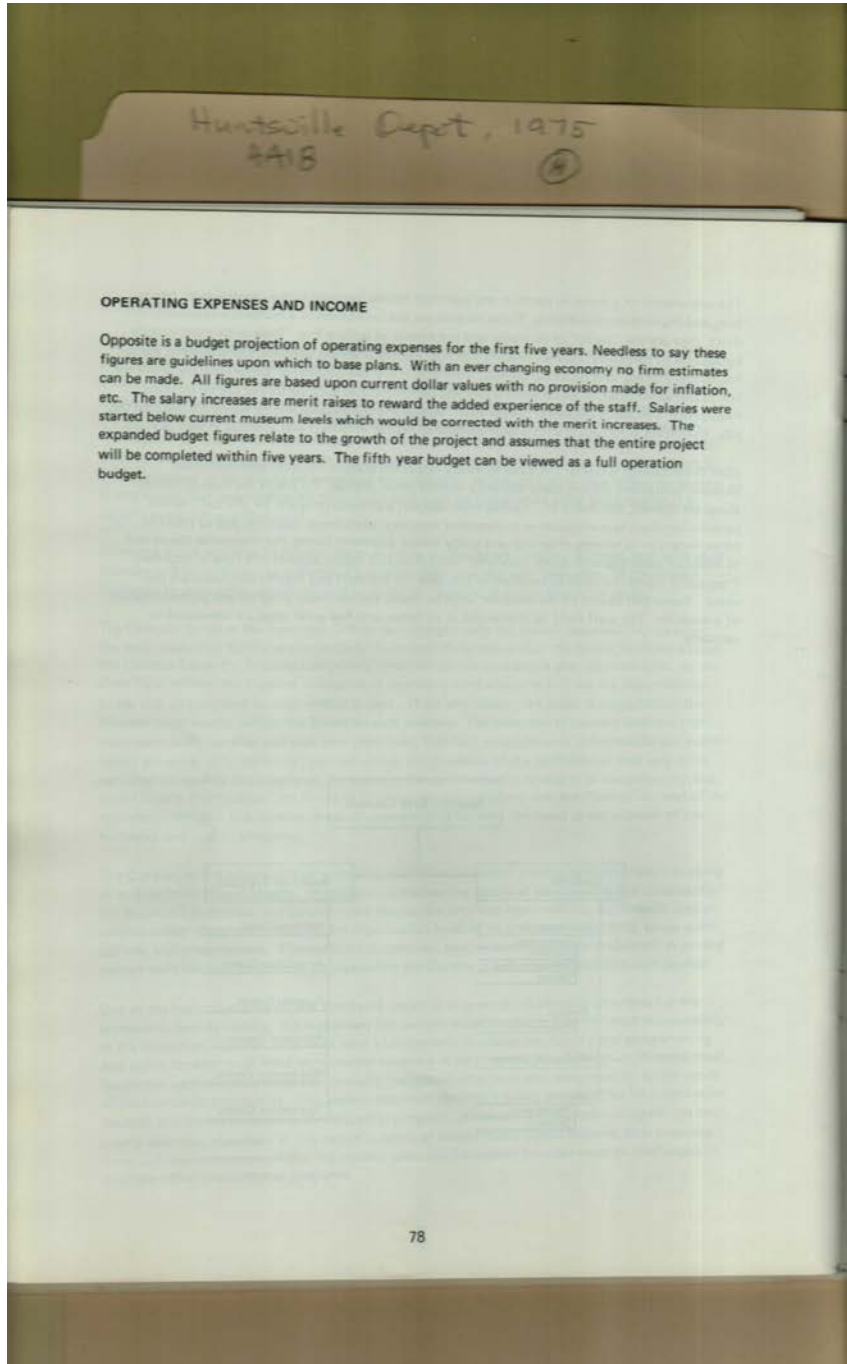 Huntsville Depot, 1975
4418
OPERATING EXPENSES AND INCOME
Opposite is a budget projection of operating expenses for the first five years. Needless to say these
figures are guidelines upon which to base plans. With an ever changing economy no firm estimates
can be made. All figures are based upon current dollar values with no provision made for inflation,
etc. The salary increases are merit raises to reward the added experience of the staff. Salaries were
started below current museum levels which would be corrected with the merit increases. The
expanded budget figures relate to the growth of the project and assumes that the entire project
will be completed within five years. The fifth year budget can be viewed as a full operation
budget.
78